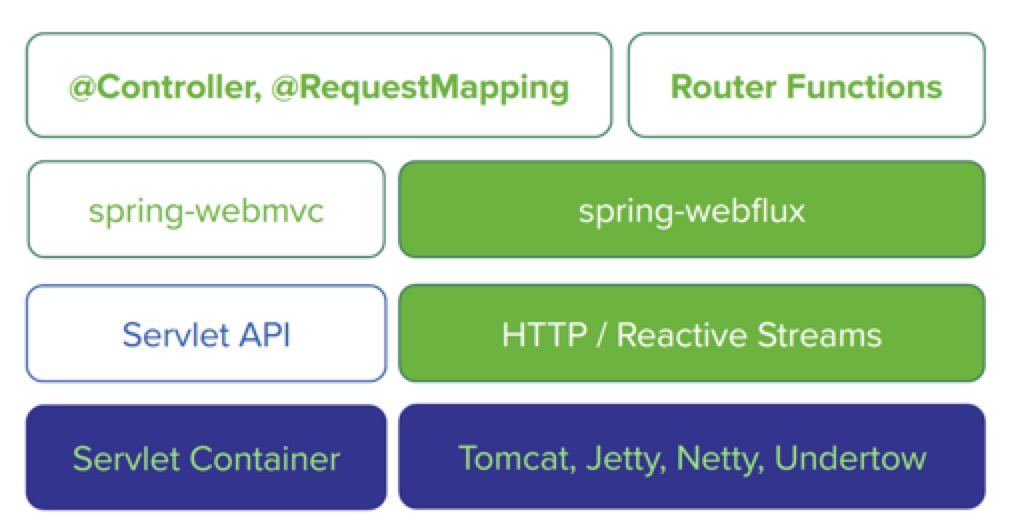 @Controller, @RequestMapping
Router Functions
spring-webmvc
spring-webflux
Servlet API
HTTP / Reactive Streams
Servlet Container
Tomcat, Jetty, Netty, Undertow